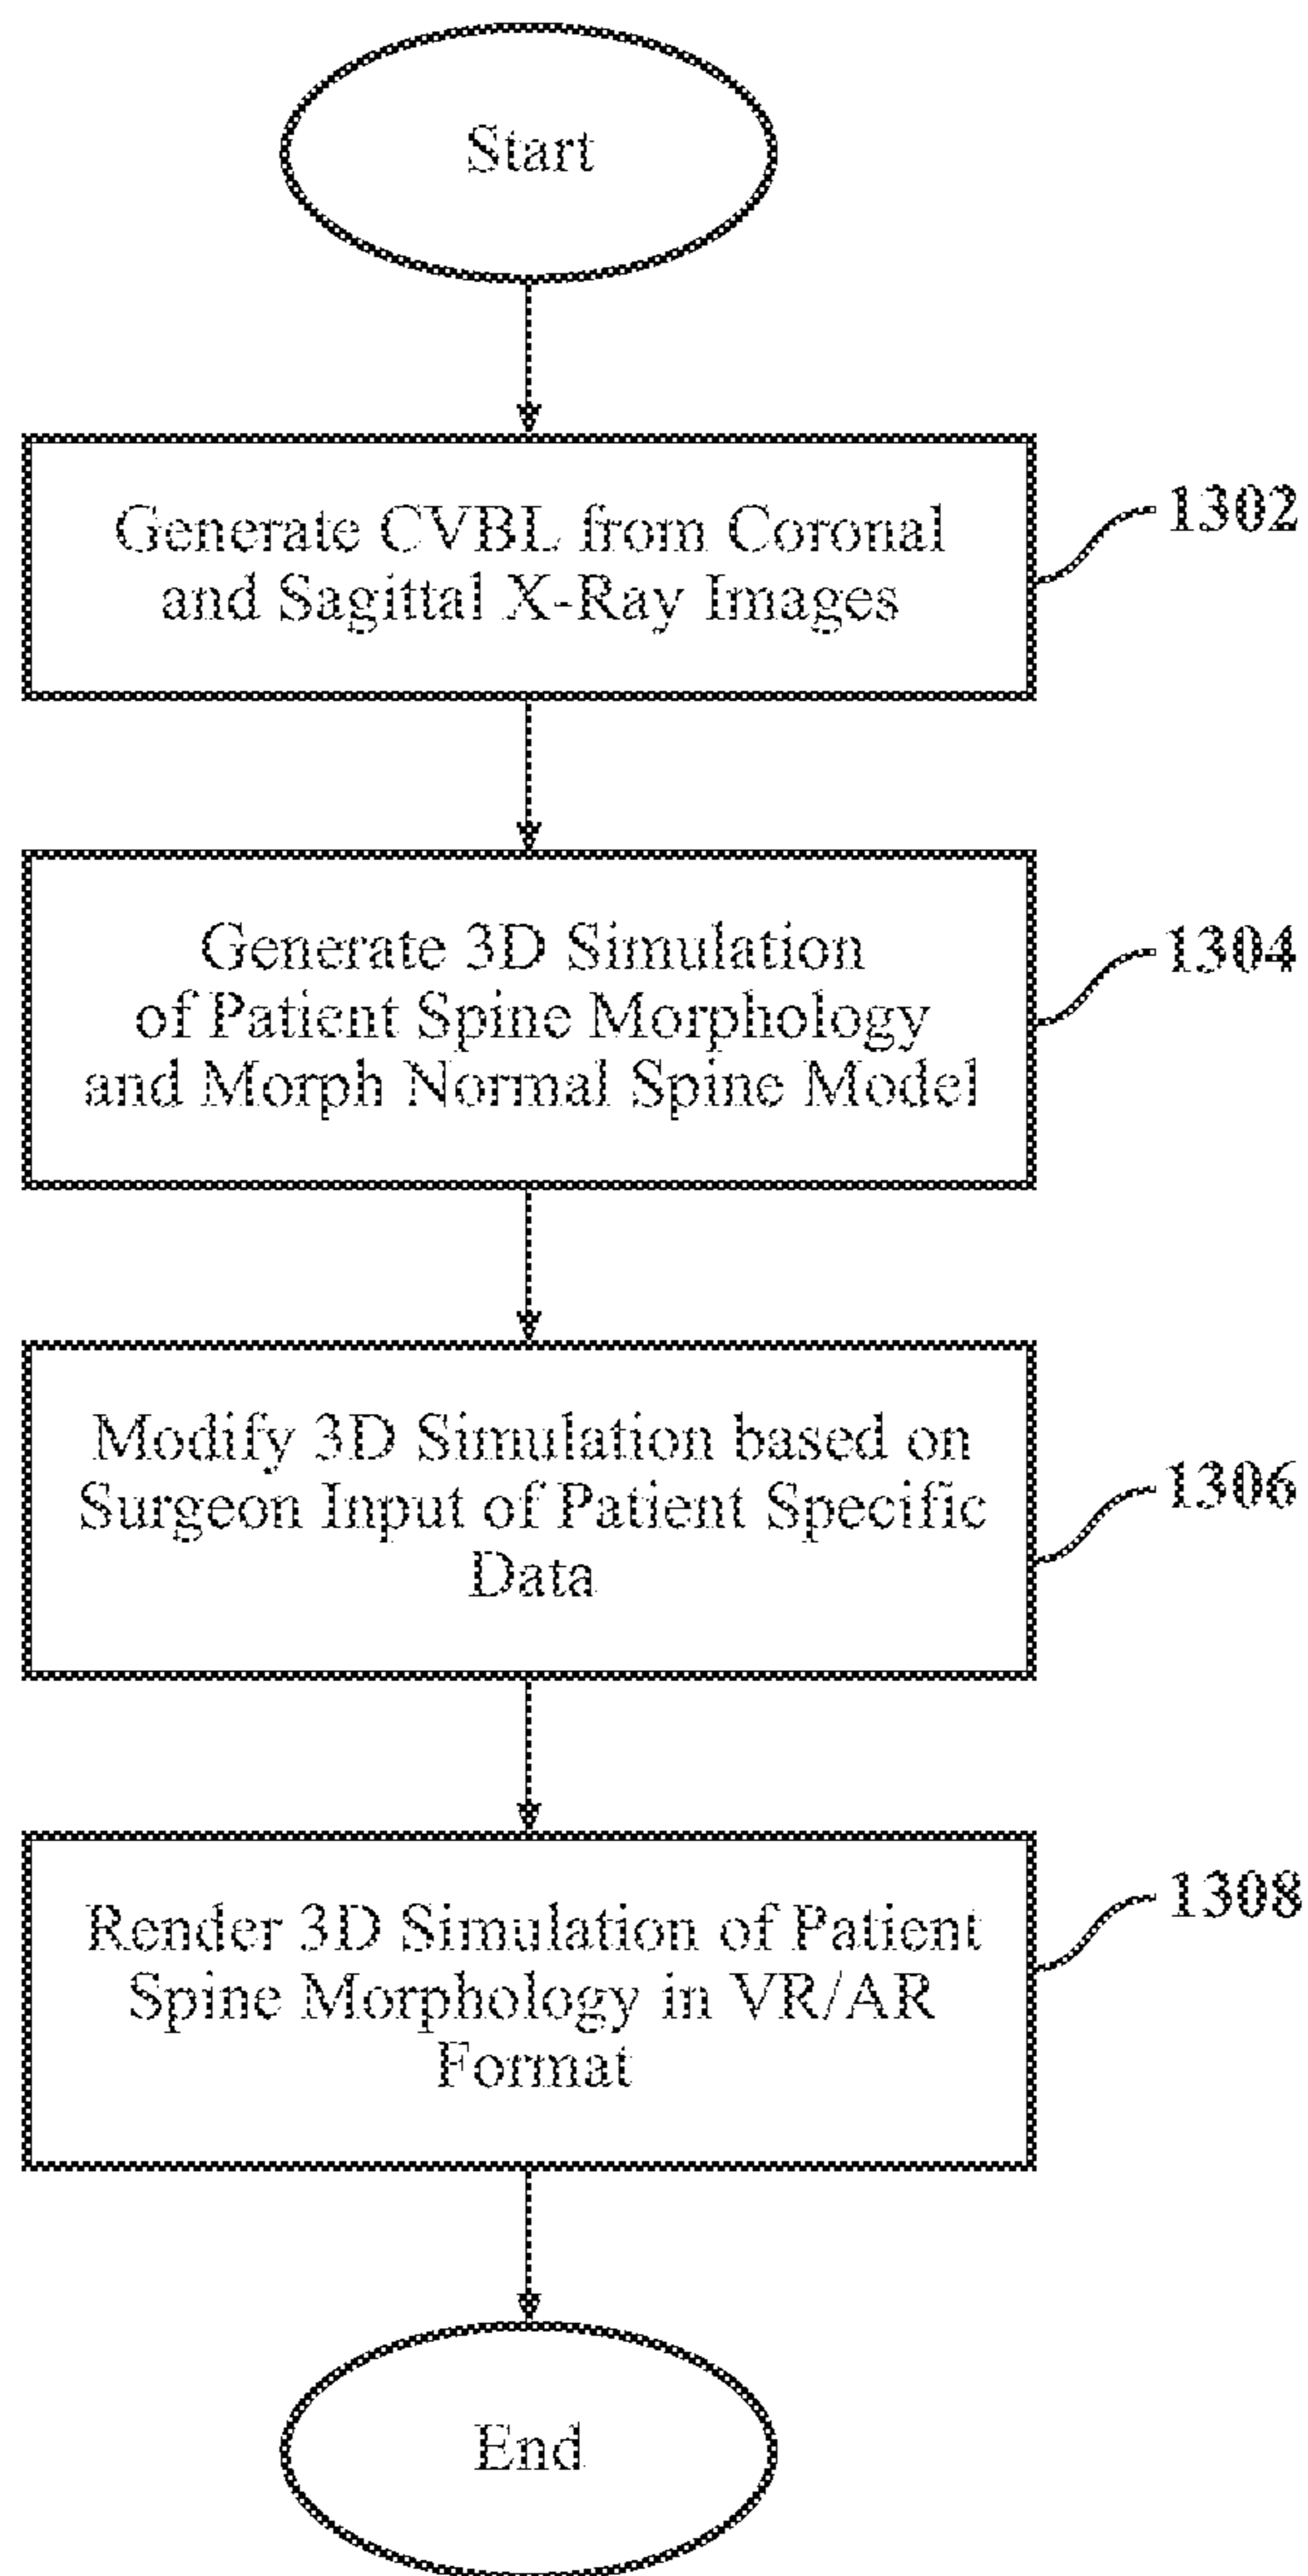 Start
Generate CVBL from Coronal
and Sagittal X-Ray Images
1302
Generate 3D Simulation
of Patient Spine Morphology
and Morph Normal Spine Model
1304
Modify 3D Simulation based on
Surgeon Input of Patient Specific
Data
1306
Render 3D Simulation of Patient
Spine Morphology in VR/AR
Format
1308
End